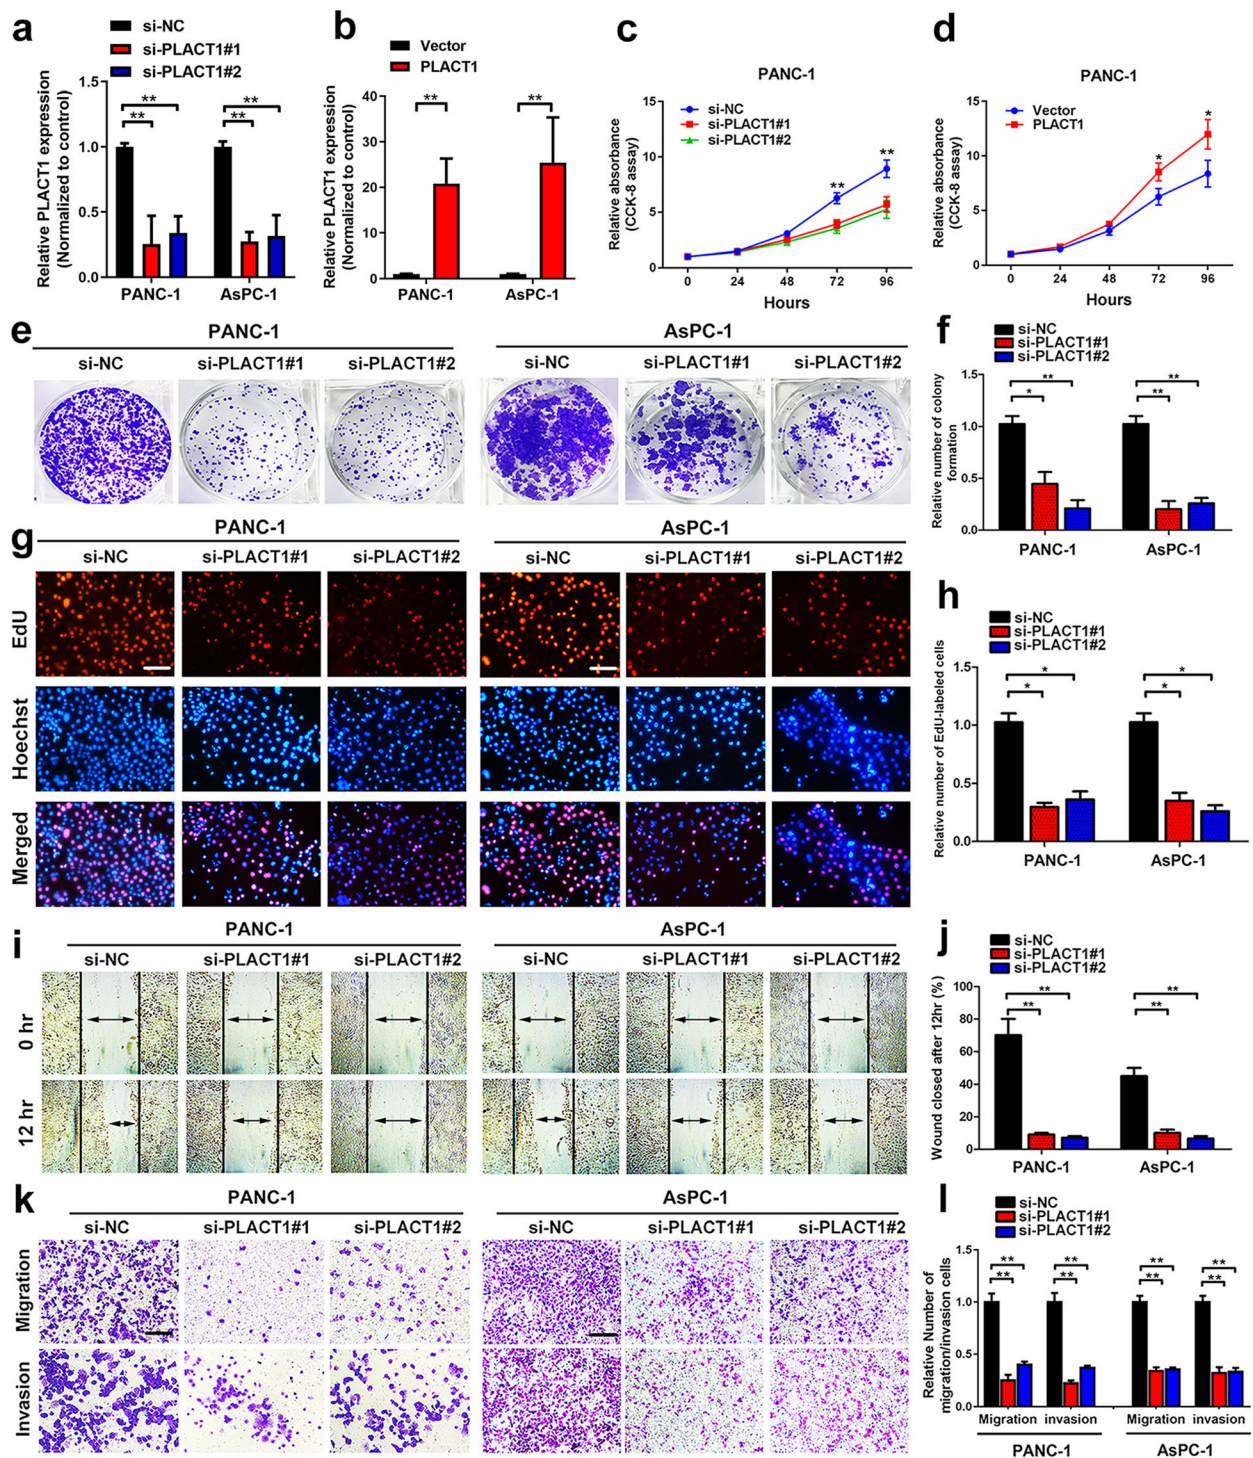 a
si-NC
si-PLACT1#1
si-PLACT1#2
Relative PLACT1 expression
(Normalized to control)
1.5
1.0
0.5
0.0
**
**
**
**
PANC-1
AsPC-1
b
Vector
PLACT1
Relative PLACT1 expression
(Normalized to control)
40
30
20
10
0
**
**
PANC-1
AsPC-1
c
PANC-1
Relative absorbance
(CCK-8 assay)
15
10
5
0
si-NC
si-PLACT1#1
si-PLACT1#2
**
**
0 24 48 72 96
Hours
d
PANC-1
Relative absorbance
(CCK-8 assay)
15
10
5
0
Vector
PLACT1
*
*
0 24 48 72 96
Hours
e
PANC-1
AsPC-1
si-NC si-PLACT1#1 si-PLACT1#2
si-NC si-PLACT1#1 si-PLACT1#2
f
si-NC
si-PLACT1#1
si-PLACT1#2
Relative number of colony
formation
1.5
1.0
0.5
0.0
**
*
**
**
PANC-1
AsPC-1
g
PANC-1
AsPC-1
si-NC si-PLACT1#1 si-PLACT1#2
si-NC si-PLACT1#1 si-PLACT1#2
EdU
Hoechst
Merged
h
si-NC
si-PLACT1#1
si-PLACT1#2
Relative number of EdU-labeled cells
1.5
1.0
0.5
0.0
*
*
*
*
PANC-1
AsPC-1
i
PANC-1
AsPC-1
si-NC si-PLACT1#1 si-PLACT1#2
si-NC si-PLACT1#1 si-PLACT1#2
0 hr
12 hr
j
si-NC
si-PLACT1#1
si-PLACT1#2
Wound closed after 12hr (%)
100
80
60
40
20
0
**
**
**
**
PANC-1
AsPC-1
k
PANC-1
AsPC-1
si-NC si-PLACT1#1 si-PLACT1#2
si-NC si-PLACT1#1 si-PLACT1#2
Migration
Invasion
l
si-NC
si-PLACT1#1
si-PLACT1#2
Relative Number of
migration/invasion cells
1.5
1.0
0.5
0.0
**
**
**
**
**
**
**
**
Migration invasion Migration invasion
PANC-1
AsPC-1